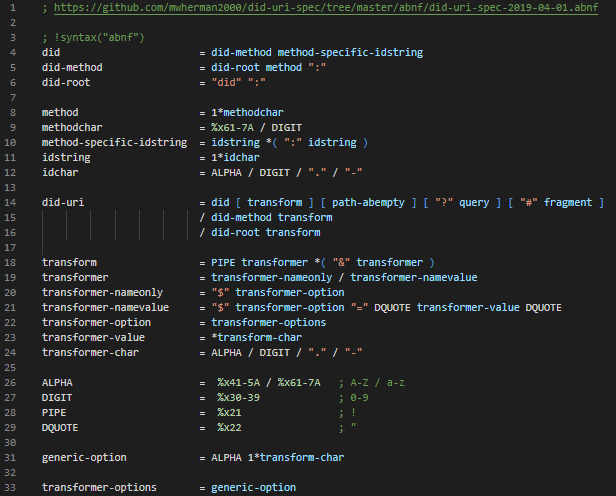 1 ; https://github.com/mwherman2000/did-uri-spec/tree/master/abnf/did-uri-spec-2019-04-01.abnf
2
3 ; !syntax("abnf")
4 did = did-method method-specific-idstring
5 did-method = did-root method ":"
6 did-root = "did" ":"
7
8 method = 1*methodchar
9 methodchar = %x61-7A / DIGIT
10 method-specific-idstring = idstring *( ":" idstring )
11 idstring = 1*idchar
12 idchar = ALPHA / DIGIT / "." / "-"
13
14 did-uri = did [ transform ] [ path-abempty ] [ "?" query ] [ "#" fragment ]
15 / did-method transform
16 / did-root transform
17
18 transform = PIPE transformer *( "&" transformer )
19 transformer = transformer-nameonly / transformer-namevalue
20 transformer-nameonly = "$" transformer-option
21 transformer-namevalue = "$" transformer-option "=" DQUOTE transformer-value DQUOTE
22 transformer-option = transformer-options
23 transformer-value = *transform-char
24 transformer-char = ALPHA / DIGIT / "." / "-"
25
26 ALPHA = %x41-5A / %x61-7A ; A-Z / a-z
27 DIGIT = %x30-39 ; 0-9
28 PIPE = %x21 ; !
29 DQUOTE = %x22 ; "
30
31 generic-option = ALPHA 1*transform-char
32
33 transformer-options = generic-option